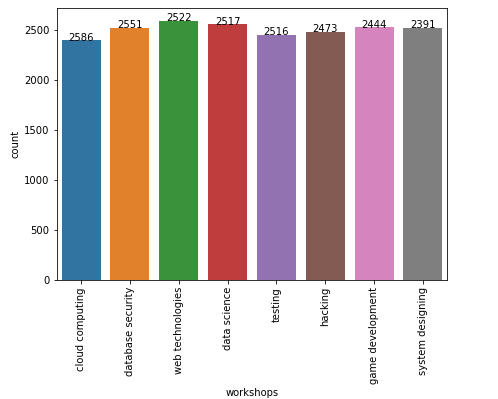 2586 2551 2522 2517 2516 2473 2444 2391
2500
2000
1500
1000
500
0
count
cloud computing
database security
web technologies
data science
testing
hacking
game development
system designing
workshops